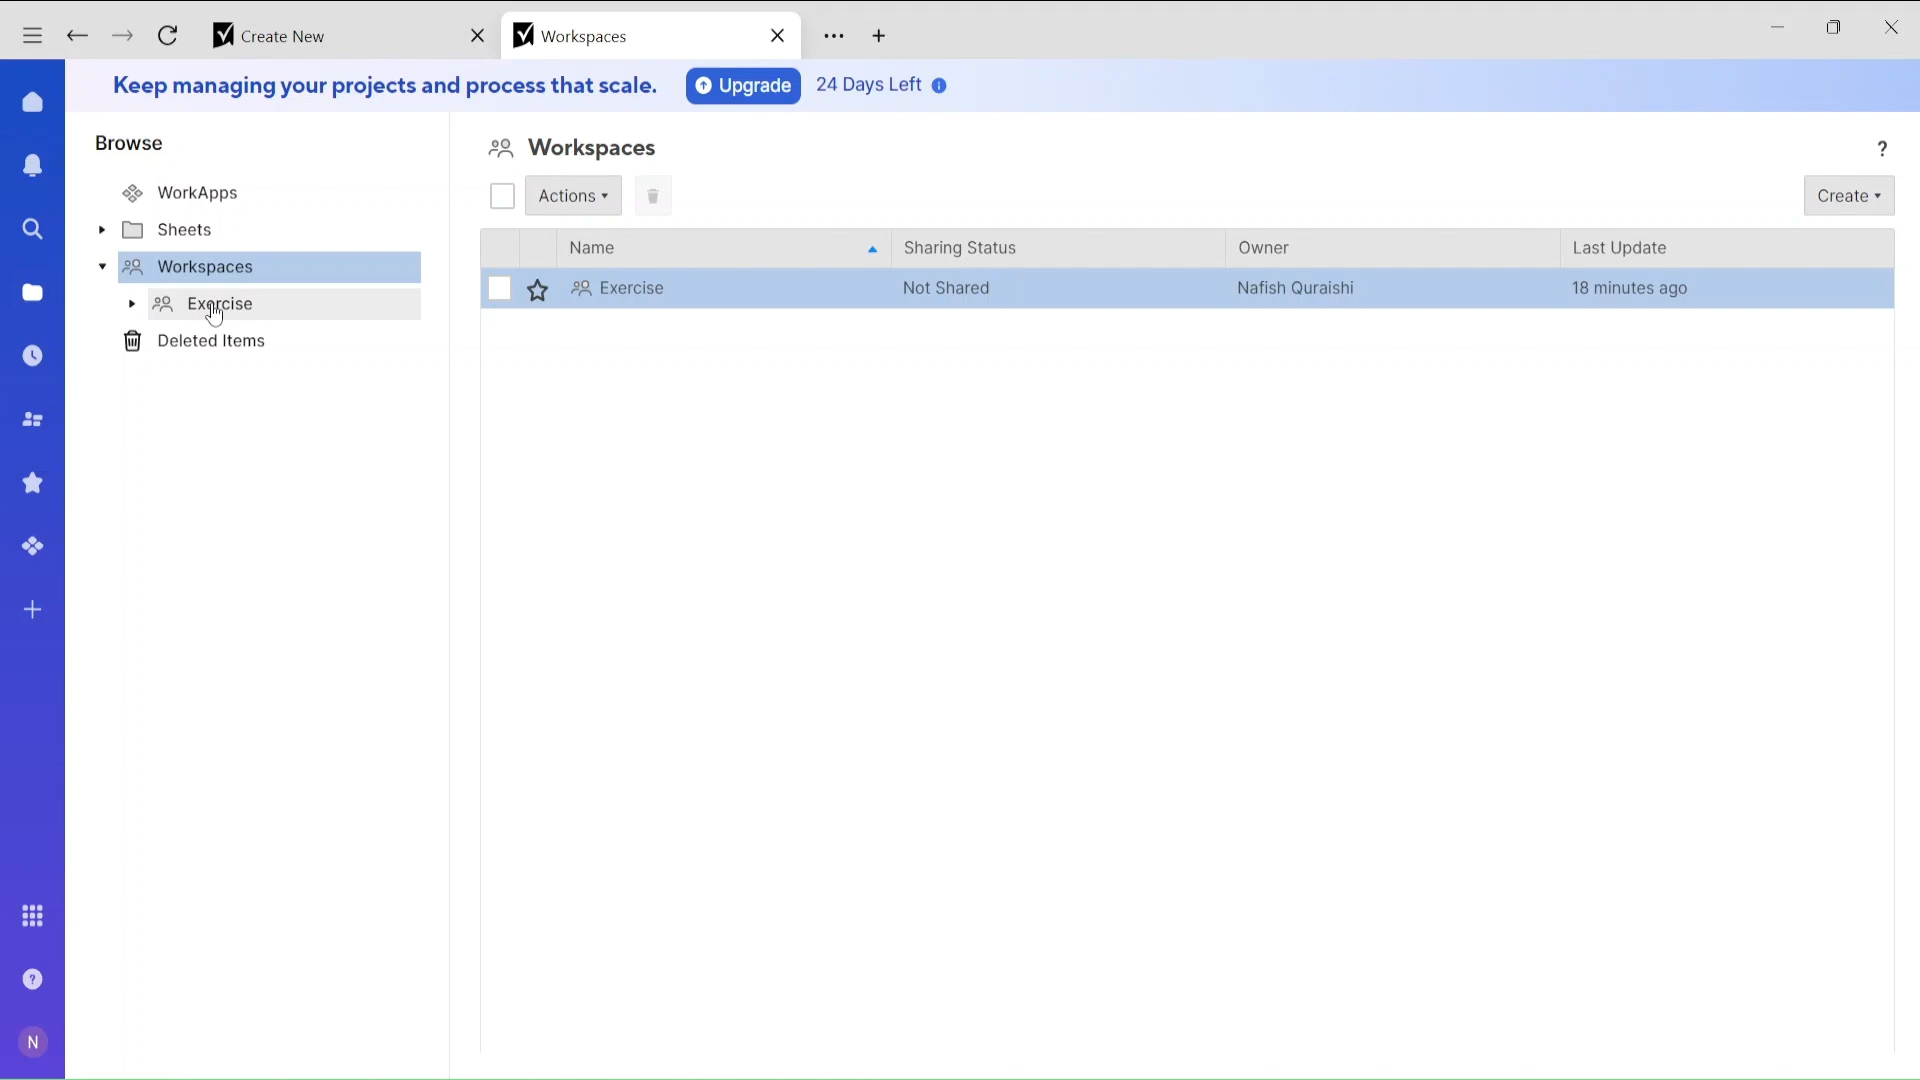 Create New
Workspaces
Keep managing your projects and process that scale. Upgrade 24 Days Left
Browse
WorkApps
Sheets
Workspaces
Exercise
Deleted Items
Workspaces
?
Actions
Create
Name Sharing Status Owner Last Update
Exercise Not Shared Nafish Quraishi 18 minutes ago
?
N